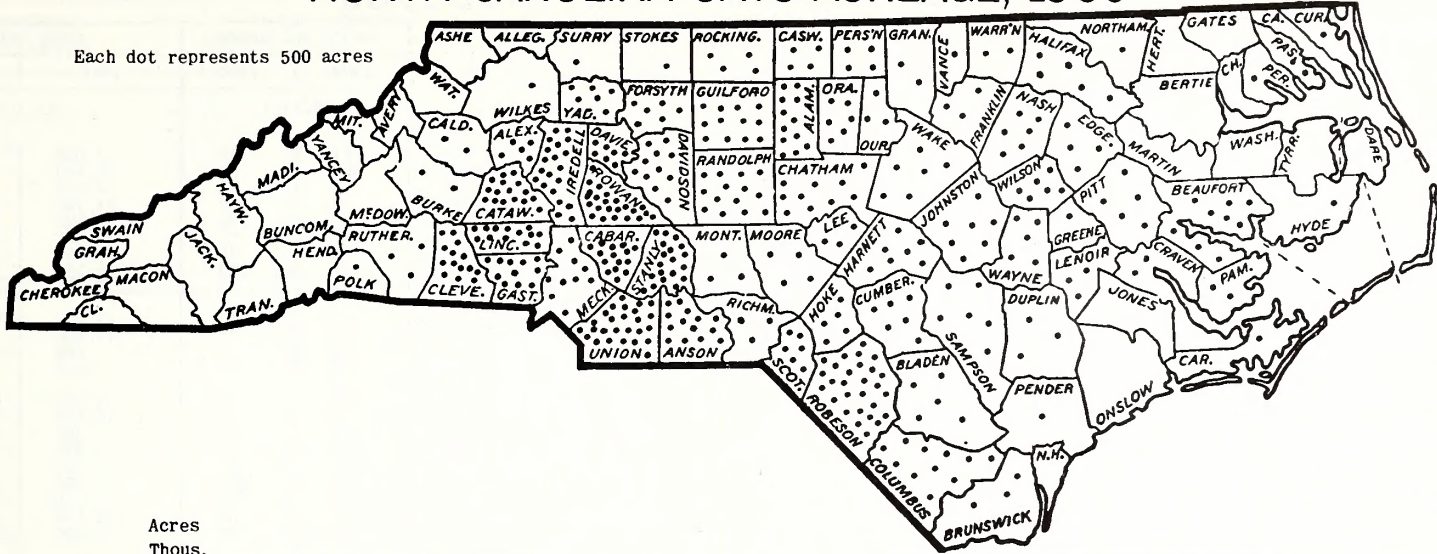 Each dot represents 500 acres
ASHE ALLEG. SURRY STOKES ROCKING. CASW. PERS'N GRAN. VANCE WARR'N HALIFAX NORTHAM. HERT. GATES CA. CUR.
WAT. WILKES YAD. FORSYTH GUILFORD ALAM. ORA. DUR. FRANKLIN NASH BERTIE CH. PER. PAS.
MIT. AVERY CALD. ALEX. IREDELL DAVIE DAVIDSON RANDOLPH CHATHAM WAKE EDGE. MARTIN WASH. TYRR. DARE
MADI. YANCEY BURKE CATAW. ROWAN JOHNSTON WILSON PITT BEAUFORT HYDE
SWAIN HAYW. BUNCOM. McDOW. RUTHER. LINC. CABAR. STANLY MONT. MOORE LEE HARNETT WAYNE GREENE LENOIR CRAVEN PAM.
GRAH. JACK. HEND. POLK CLEVE. GAST. MECK. RICHM. HOKE CUMBER. SAMPSON DUPLIN JONES
CHEROKEE MACON CL. TRAN. UNION ANSON SCOT. ROBESON BLADEN PENDER ONSLOW CAR.
COLUMBUS BRUNSWICK N.H.
Acres
Thous.